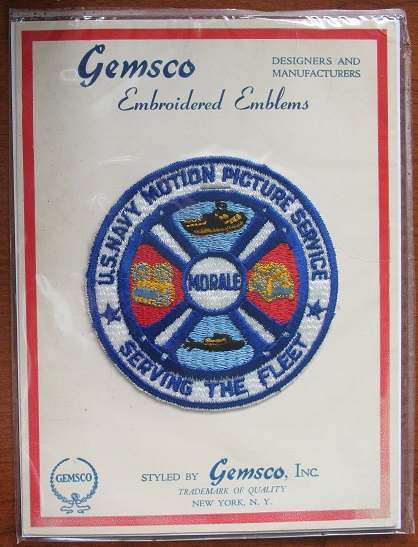 Gemsco
DESIGNERS AND
MANUFACTURERS
Embroidered Emblems
U.S. NAVY MOTION PICTURE SERVICE
MORALE
SERVING THE FLEET
GEMSCO
STYLED BY Gemsco, INC.
TRADEMARK OF QUALITY
NEW YORK, N. Y.